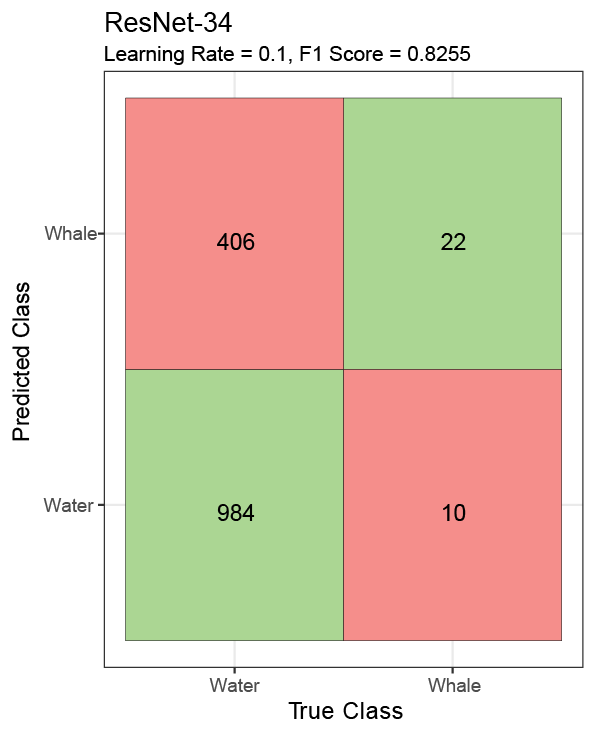 ResNet-34
Learning Rate = 0.1, F1 Score = 0.8255
Predicted Class
Whale
406
22
Water
984
10
Water
Whale
True Class